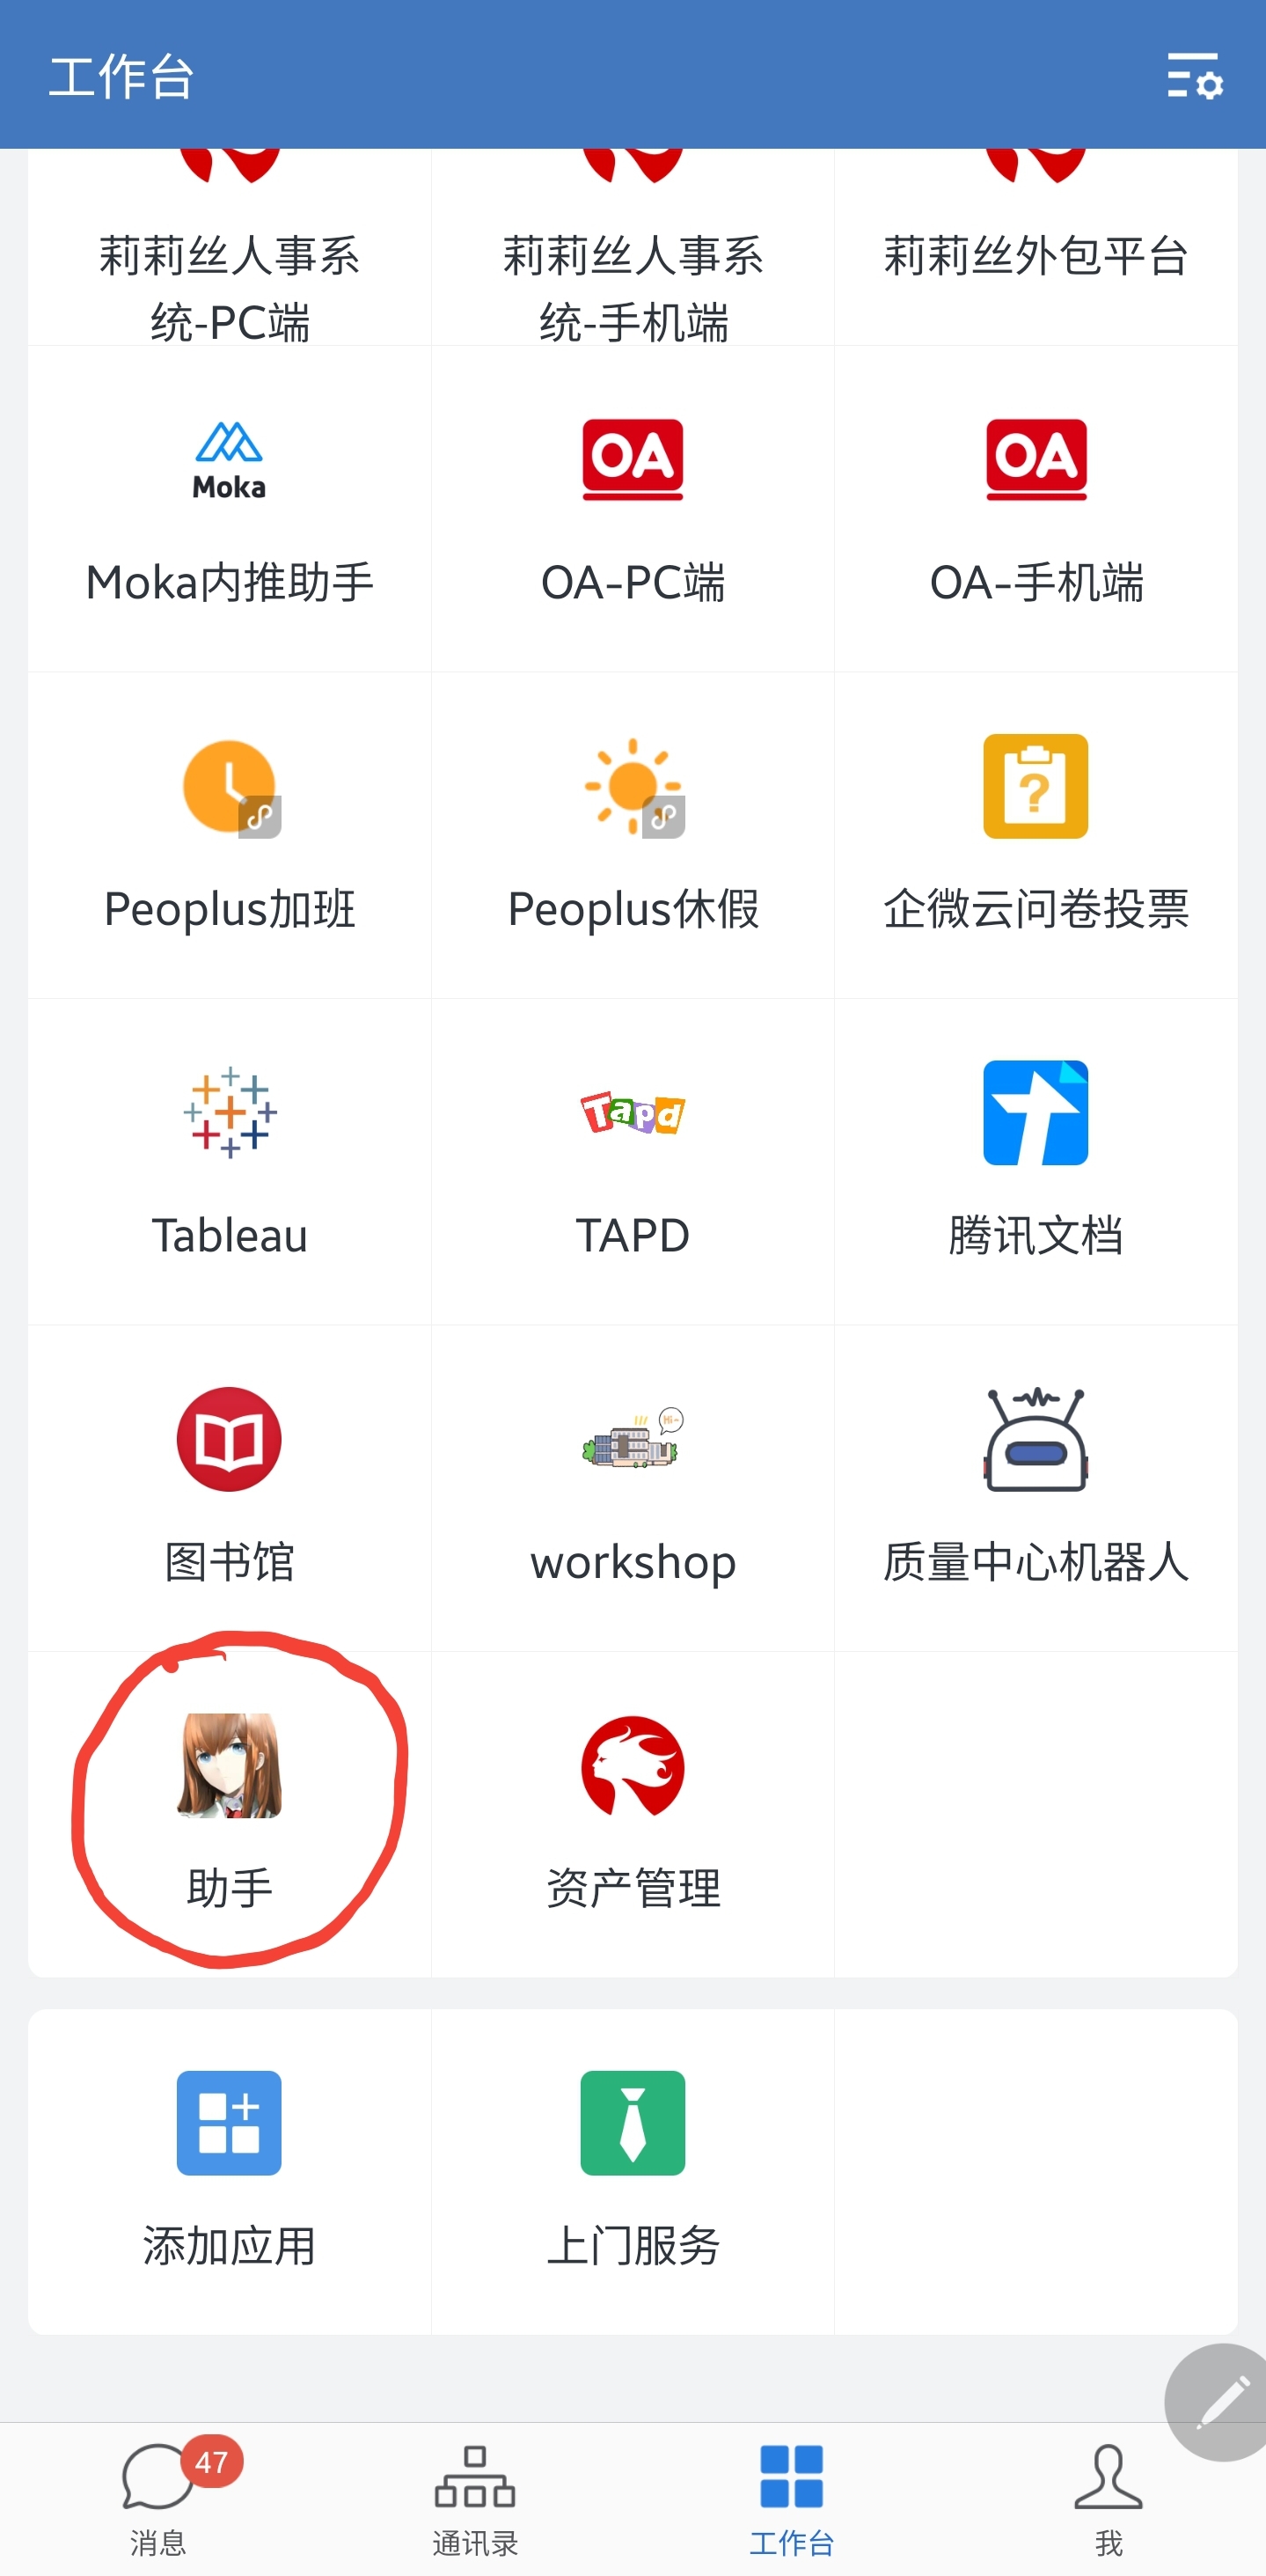 工作台
莉莉丝人事系
统-PC端
莉莉丝人事系
统-手机端
莉莉丝外包平台
Moka
OA
OA
Moka内推助手
OA-PC端
OA-手机端
?
Peoplus加班
Peoplus休假
企微云问卷投票
Tapd
Tableau
TAPD
腾讯文档
Hi~
图书馆
workshop
质量中心机器人
助手
资产管理
添加应用
上门服务
47
消息
通讯录
工作台
我